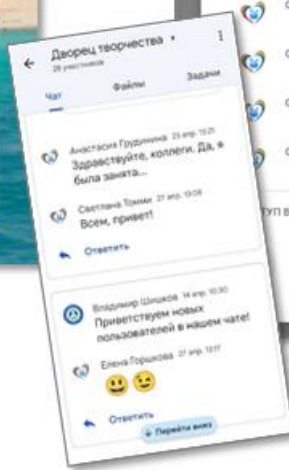 Дворец творчества
28 участников
Чат Файлы Задачи
Анастасия Грудинина 23 апр. 13:21
Здравствуйте, коллеги. Да, я
была занята...
Светлана Томми 27 апр. 19:08
Всем, привет!
Ответить
Владимир Шишков 14 апр. 10:30
Приветствуем новых
пользователей в нашем чате!
Елена Горшкова 27 апр. 13:17
Ответить
Перейти вниз